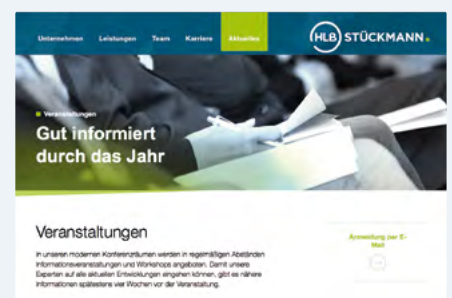 Unternehmen Leistungen Team Karriere Aktuelles
HLB STÜCKMANN.
Veranstaltungen
Gut informiert
durch das Jahr
Veranstaltungen
Anmeldung per E-
Mail
In unseren modernen Konferenzräumen werden in regelmäßigen Abständen
Informationsveranstaltungen und Workshops angeboten. Damit unsere
Experten auf alle aktuellen Entwicklungen eingehen können, gibt es nähere
Informationen spätestens vier Wochen vor der Veranstaltung.